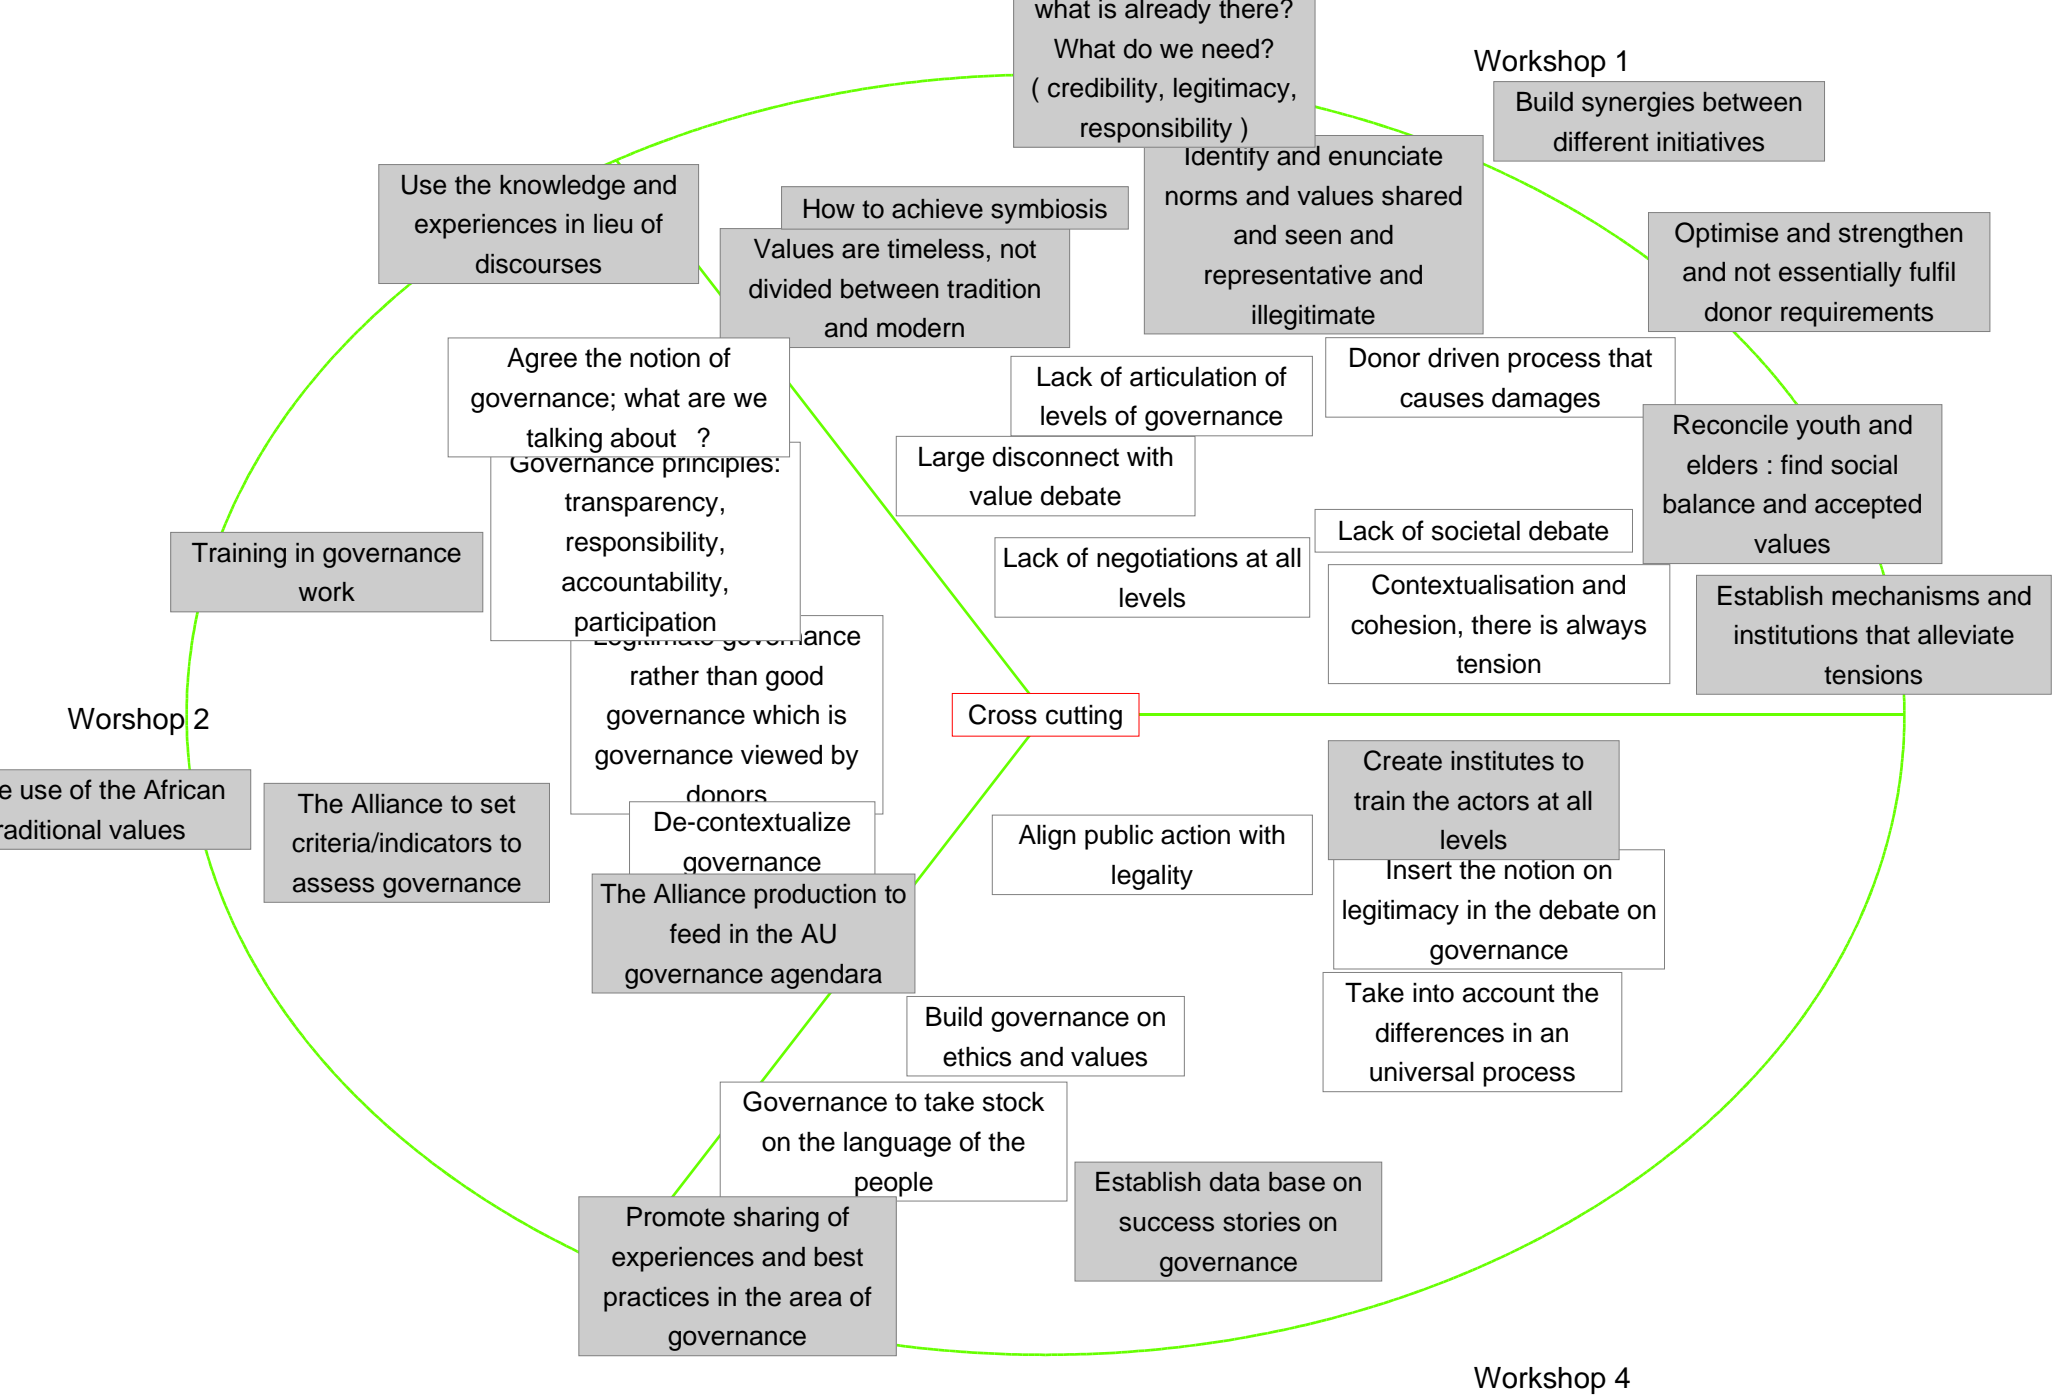 what is already there?
What do we need?
( credibility, legitimacy,
responsibility )
Workshop 1
Build synergies between
different initiatives
Identify and enunciate
norms and values shared
and seen and
representative and
illegitimate
Use the knowledge and
experiences in lieu of
discourses
How to achieve symbiosis
Values are timeless, not
divided between tradition
and modern
Optimise and strengthen
and not essentially fulfil
donor requirements
Agree the notion of
governance; what are we
talking about ?
Lack of articulation of
levels of governance
Donor driven process that
causes damages
Reconcile youth and
elders : find social
balance and accepted
values
Large disconnect with
value debate
Governance principles:
transparency,
responsibility,
accountability,
participation
Lack of societal debate
Training in governance
work
Lack of negotiations at all
levels
Contextualisation and
cohesion, there is always
tension
Establish mechanisms and
institutions that alleviate
tensions
Legitimate governance
rather than good
governance which is
governance viewed by
donors
Worshop 2
Cross cutting
use of the African
values
The Alliance to set
criteria/indicators to
assess governance
De-contextualize
governance
Align public action with
legality
Create institutes to
train the actors at all
levels
Insert the notion on
legitimacy in the debate on
governance
The Alliance production to
feed in the AU
governance agendara
Take into account the
differences in an
universal process
Build governance on
ethics and values
Governance to take stock
on the language of the
people
Establish data base on
success stories on
governance
Promote sharing of
experiences and best
practices in the area of
governance
Workshop 4